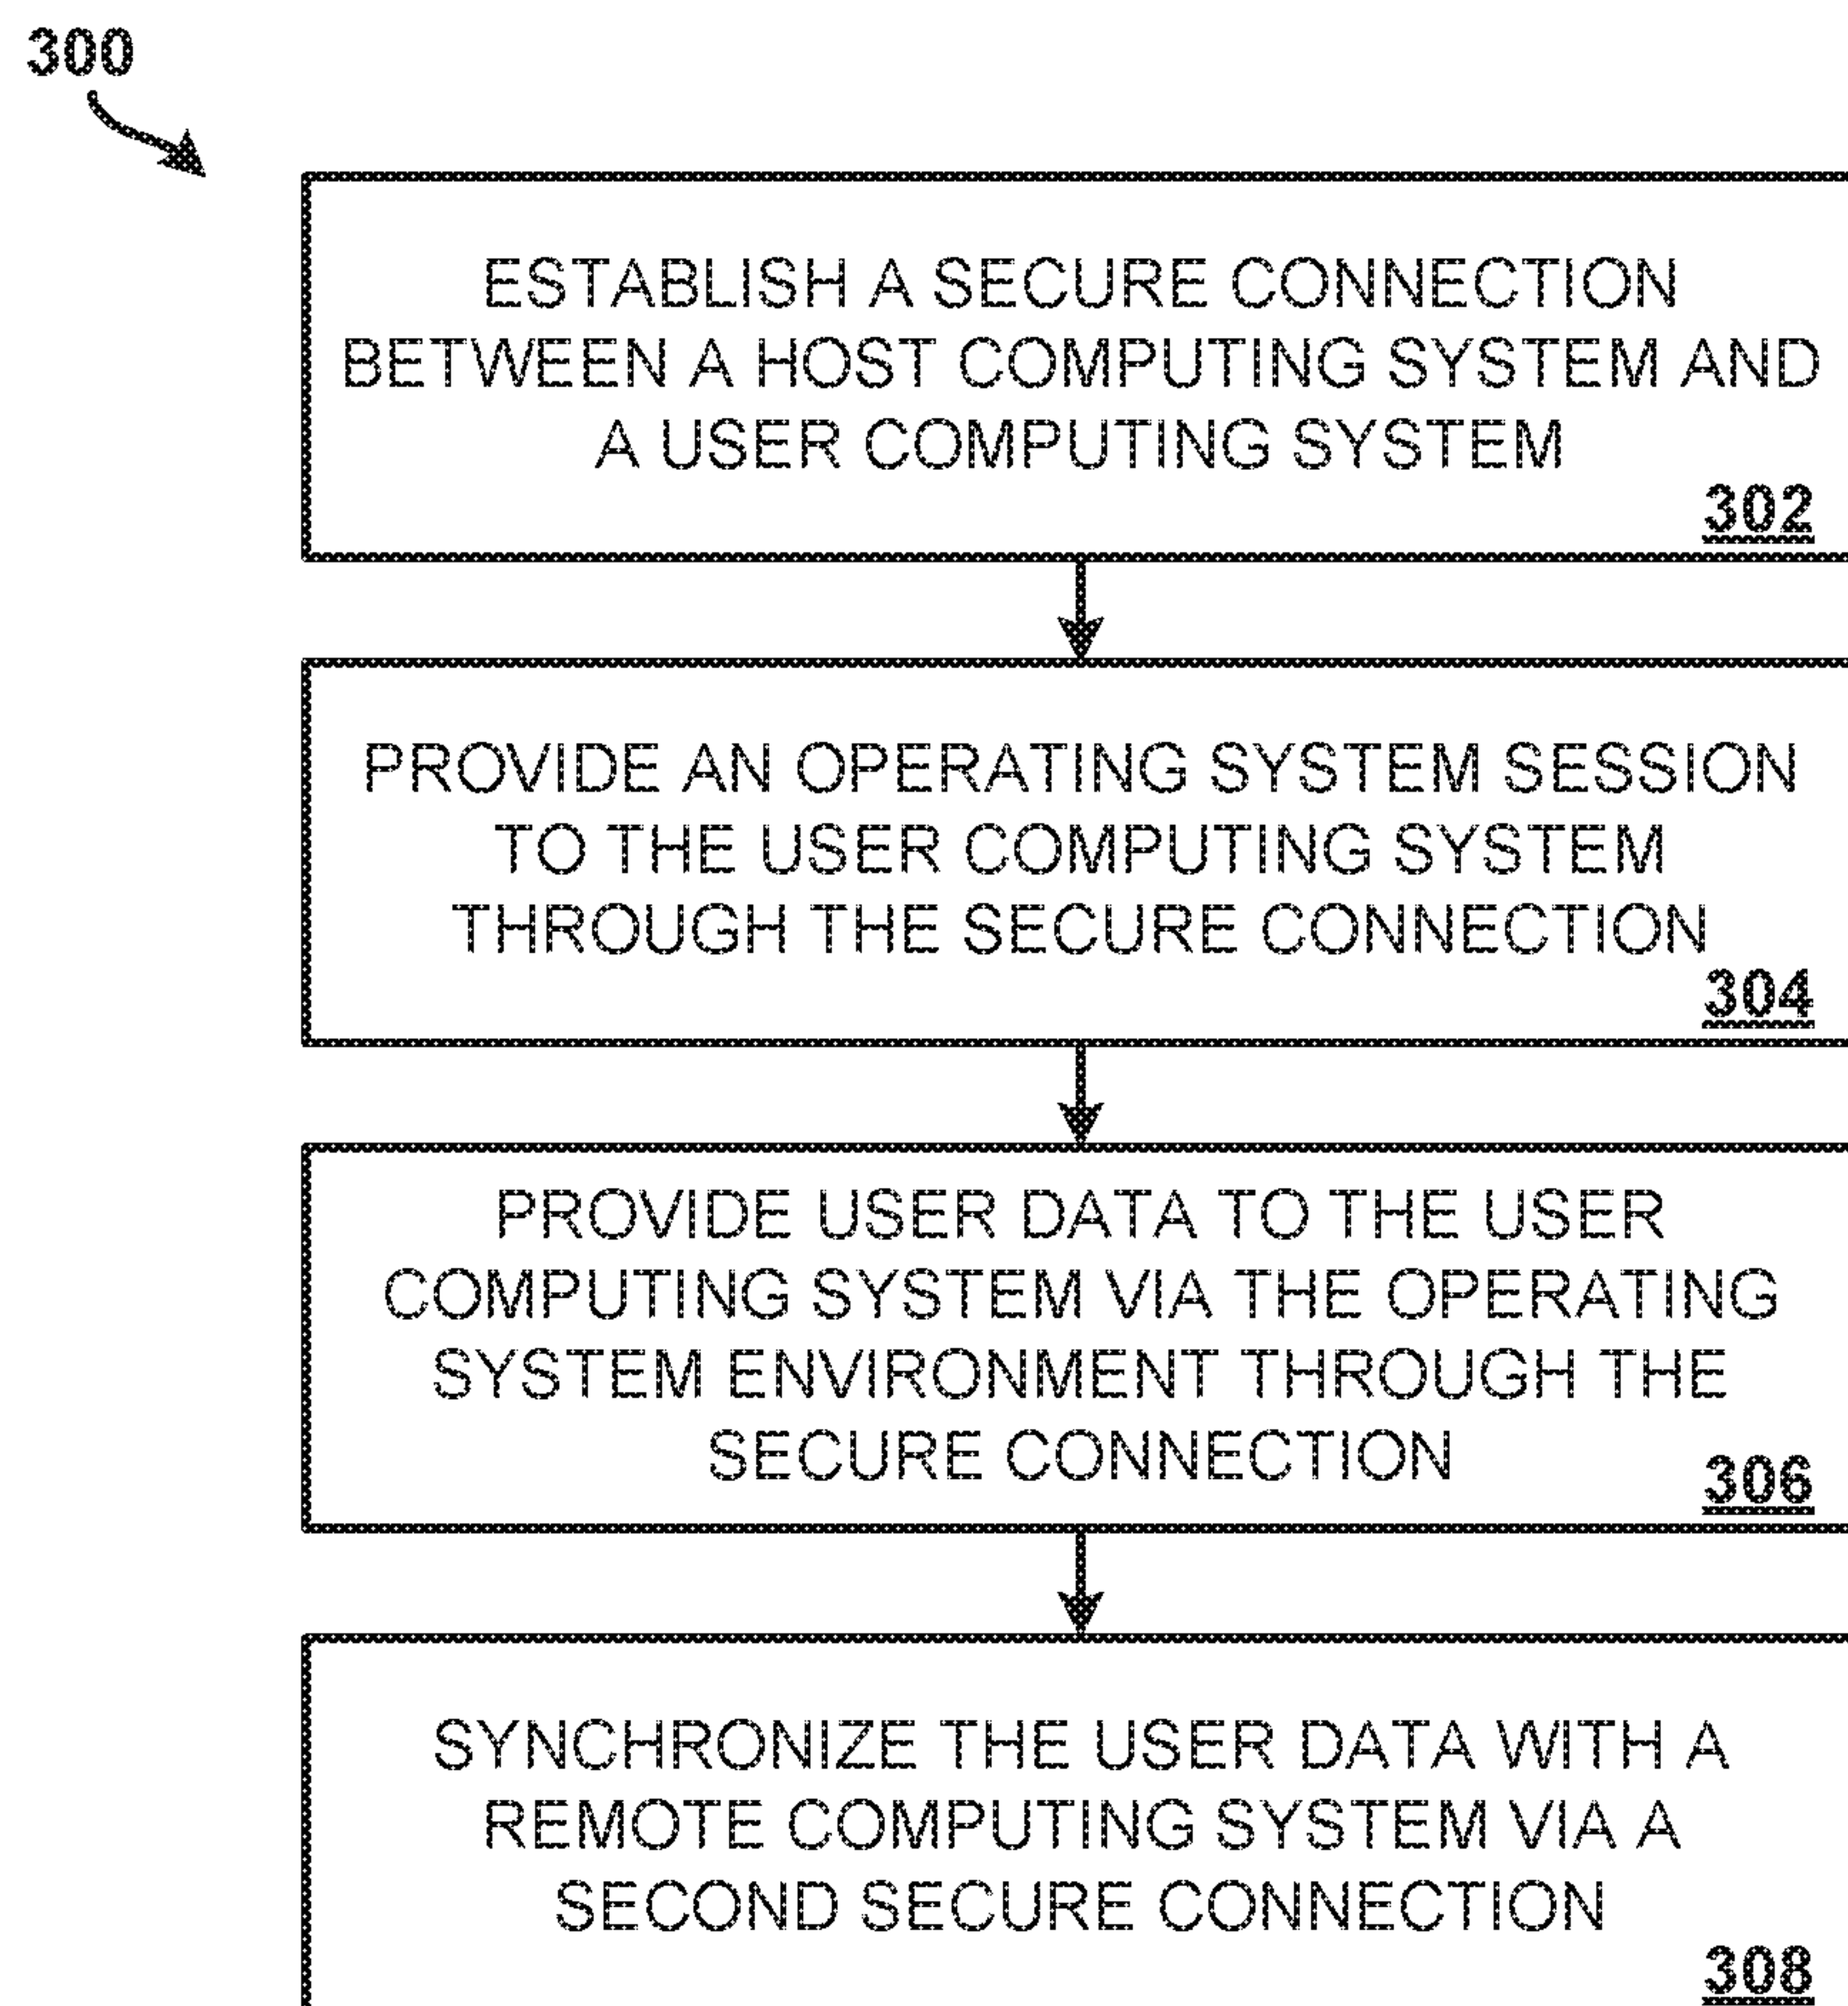 300
ESTABLISH A SECURE CONNECTION
BETWEEN A HOST COMPUTING SYSTEM AND
A USER COMPUTING SYSTEM
302
PROVIDE AN OPERATING SYSTEM SESSION
TO THE USER COMPUTING SYSTEM
THROUGH THE SECURE CONNECTION
304
PROVIDE USER DATA TO THE USER
COMPUTING SYSTEM VIA THE OPERATING
SYSTEM ENVIRONMENT THROUGH THE
SECURE CONNECTION
306
SYNCHRONIZE THE USER DATA WITH A
REMOTE COMPUTING SYSTEM VIA A
SECOND SECURE CONNECTION
308